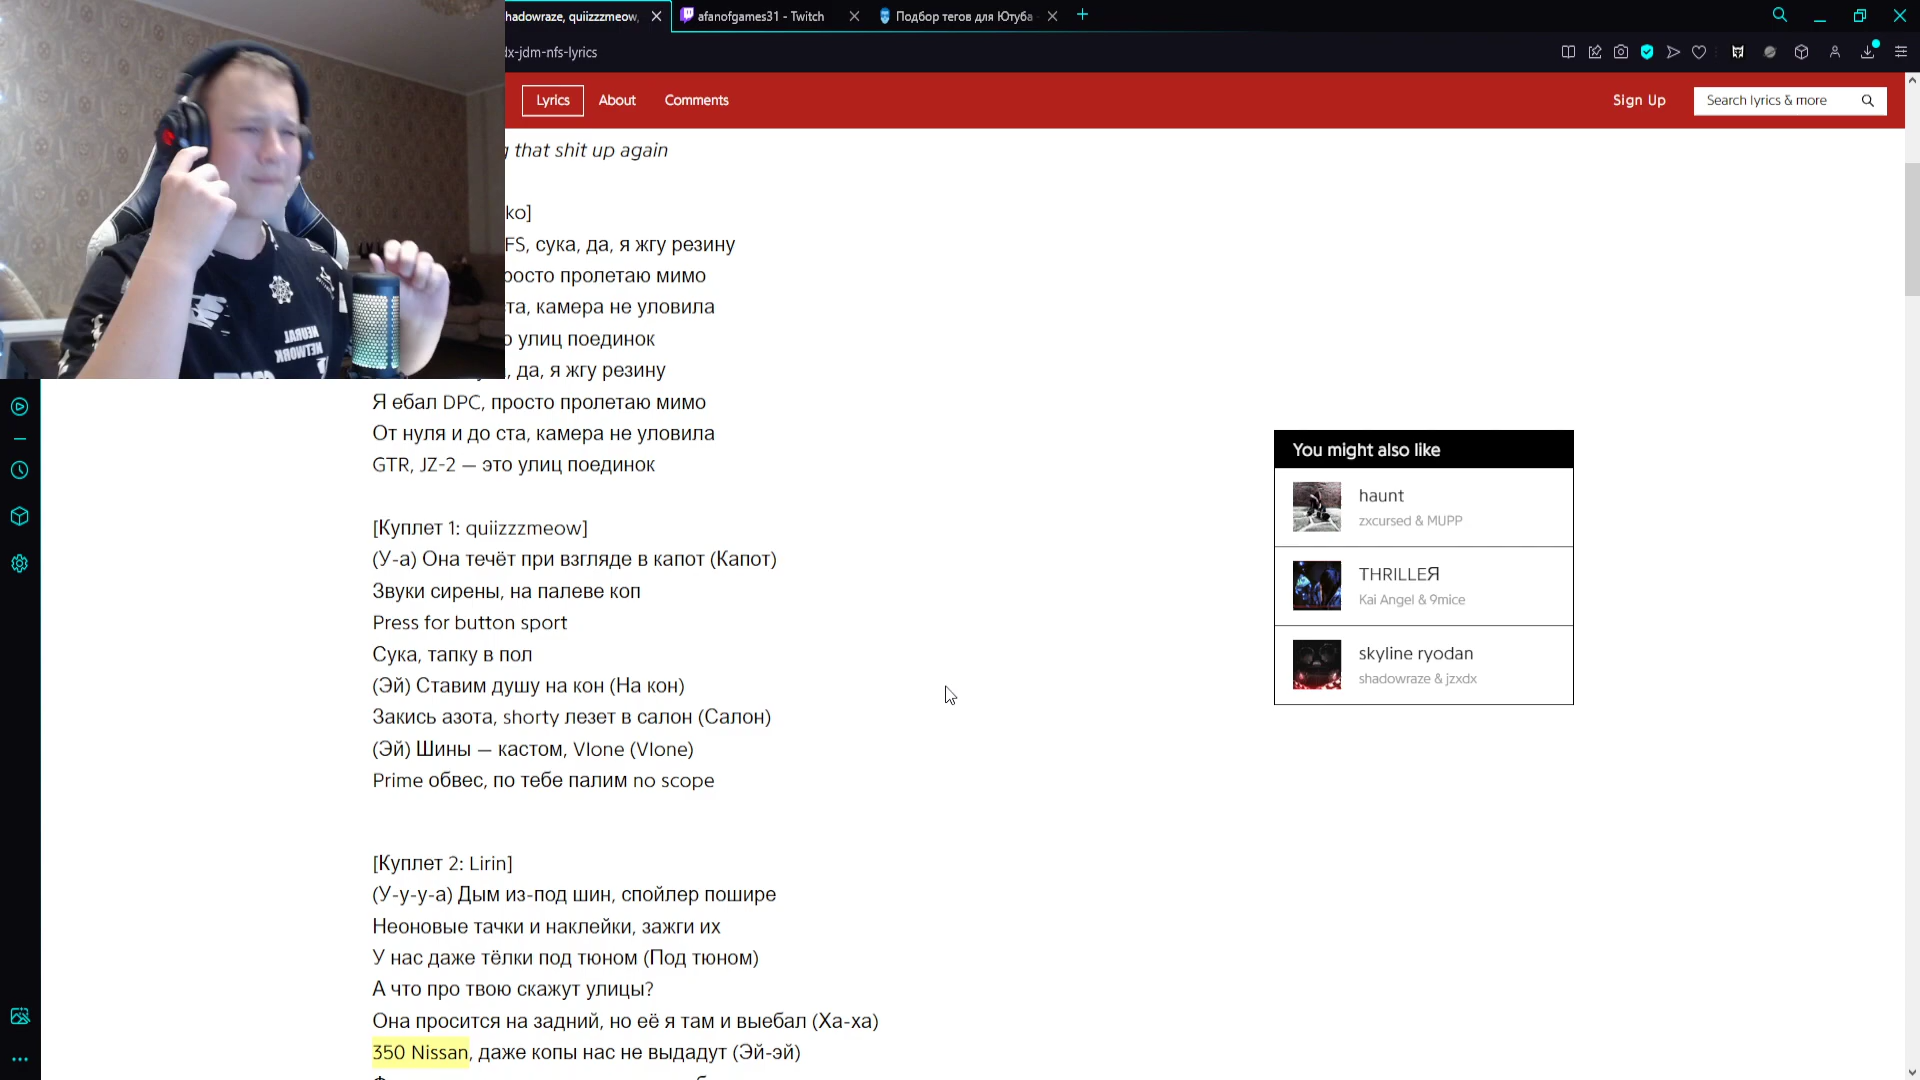 hadowraze, quiizzzmeow,
afanofgames31 - Twitch
Подбор тегов для Ютуба
x-jdm-nfs-lyrics
Lyrics
About
Comments
Sign Up
Search lyrics & more
that shit up again
ko]
FS, сука, да, я жгу резину
росто пролетаю мимо
ста, камера не уловила
о улиц поединок
, да, я жгу резину
Я ебал DPC, просто пролетаю мимо
От нуля и до ста, камера не уловила
GTR, JZ-2 — это улиц поединок
[Куплет 1: quiizzzmeow]
(У-а) Она течёт при взгляде в капот (Капот)
Звуки сирены, на палеве коп
Press for button sport
Сука, тапку в пол
(Эй) Ставим душу на кон (На кон)
Закись азота, shorty лезет в салон (Салон)
(Эй) Шины — кастом, Vlone (Vlone)
Prime обвес, по тебе палим no scope
[Куплет 2: Lirin]
(У-у-у-а) Дым из-под шин, спойлер пошире
Неоновые тачки и наклейки, зажги их
У нас даже тёлки под тюном (Под тюном)
А что про твою скажут улицы?
Она просится на задний, но её я там и выебал (Ха-ха)
350 Nissan, даже копы нас не выдадут (Эй-эй)
You might also like
haunt
zxcursed & MUPP
THRILLEЯ
Kai Angel & 9mice
skyline ryodan
shadowraze & jzxdx
NEURAL
NETWORK